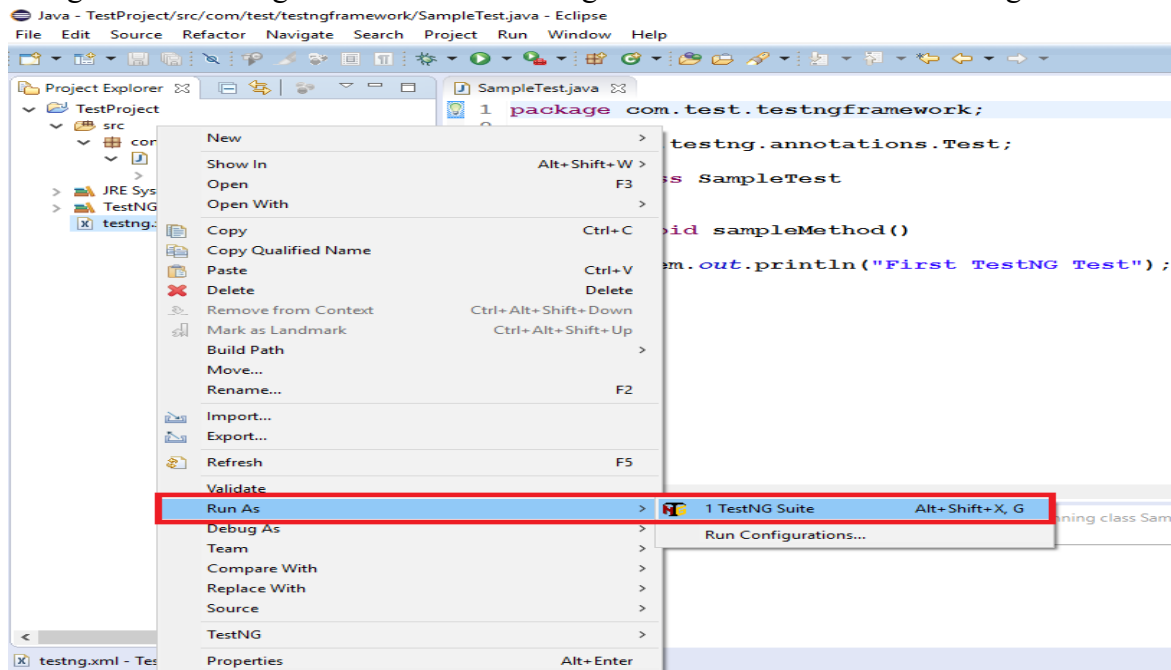 Java - TestProject/src/com/test/testngframework/SampleTest.java - Eclipse
File Edit Source Refactor Navigate Search Project Run Window Help
Project Explorer
SampleTest.java
TestProject
src
JRE Sys
TestNG
testng.
1 package com.test.testngframework;
testng.annotations.Test;
ss SampleTest
oid sampleMethod()
em.out.println("First TestNG Test");
New >
Show In Alt+Shift+W >
Open F3
Open With >
Copy Ctrl+C
Copy Qualified Name
Paste Ctrl+V
Delete Delete
Remove from Context Ctrl+Alt+Shift+Down
Mark as Landmark Ctrl+Alt+Shift+Up
Build Path >
Move...
Rename... F2
Import...
Export...
Refresh F5
Validate
Run As >
1 TestNG Suite Alt+Shift+X, G
Run Configurations...
nning class Sam
Debug As >
Team >
Compare With >
Replace With >
Source >
TestNG >
Properties Alt+Enter
testng.xml - Tes